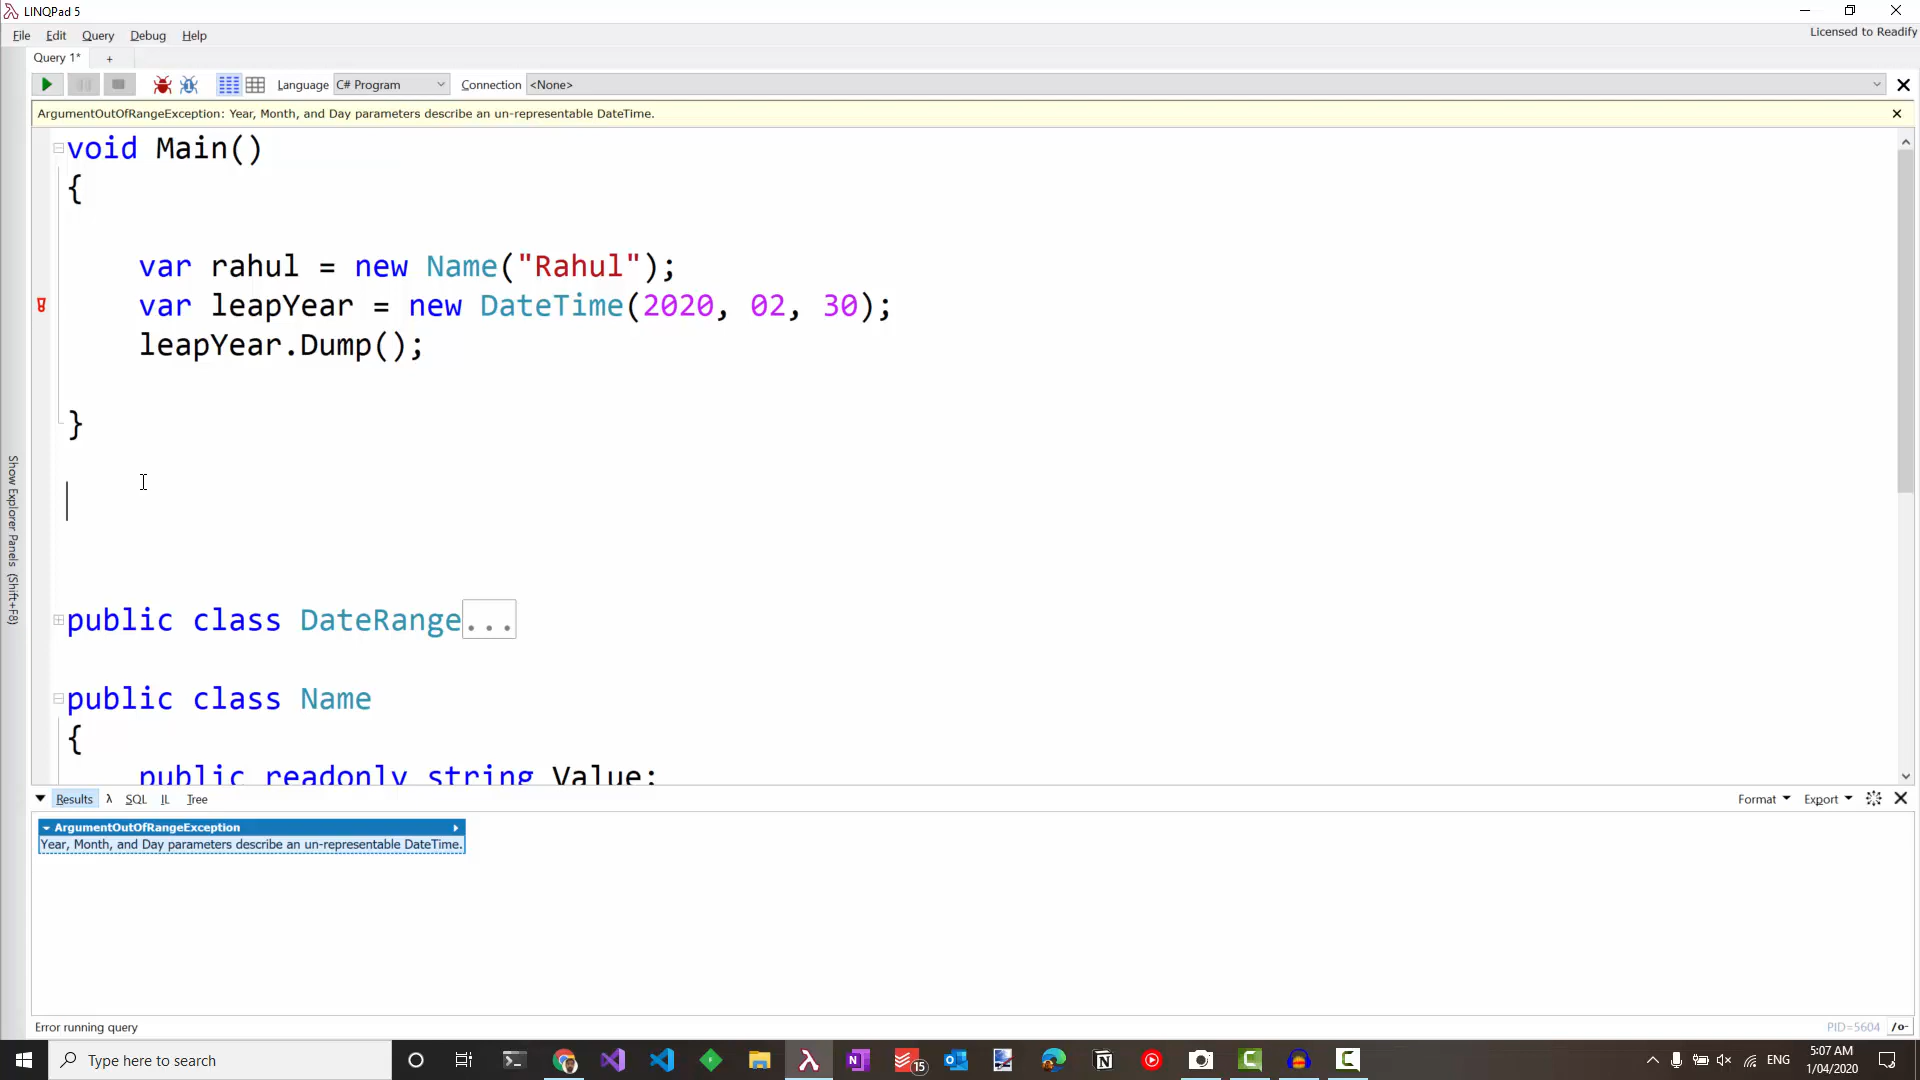 LINQPad 5
File Edit Query Debug Help
Licensed to Readify
Query 1* +
Language C# Program Connection <None>
ArgumentOutOfRangeException: Year, Month, and Day parameters describe an un-representable DateTime.
void Main()
{
var rahul = new Name("Rahul");
var leapYear = new DateTime(2020, 02, 30);
leapYear.Dump();
}
Show Explorer Panels (Shift+F8)
public class DateRange...
public class Name
{
public readonly string Value;
Results λ SQL IL Tree
Format Export
ArgumentOutOfRangeException
Year, Month, and Day parameters describe an un-representable DateTime.
Error running query
PID=5604 /o-
Type here to search
15
ENG
5:07 AM
1/04/2020